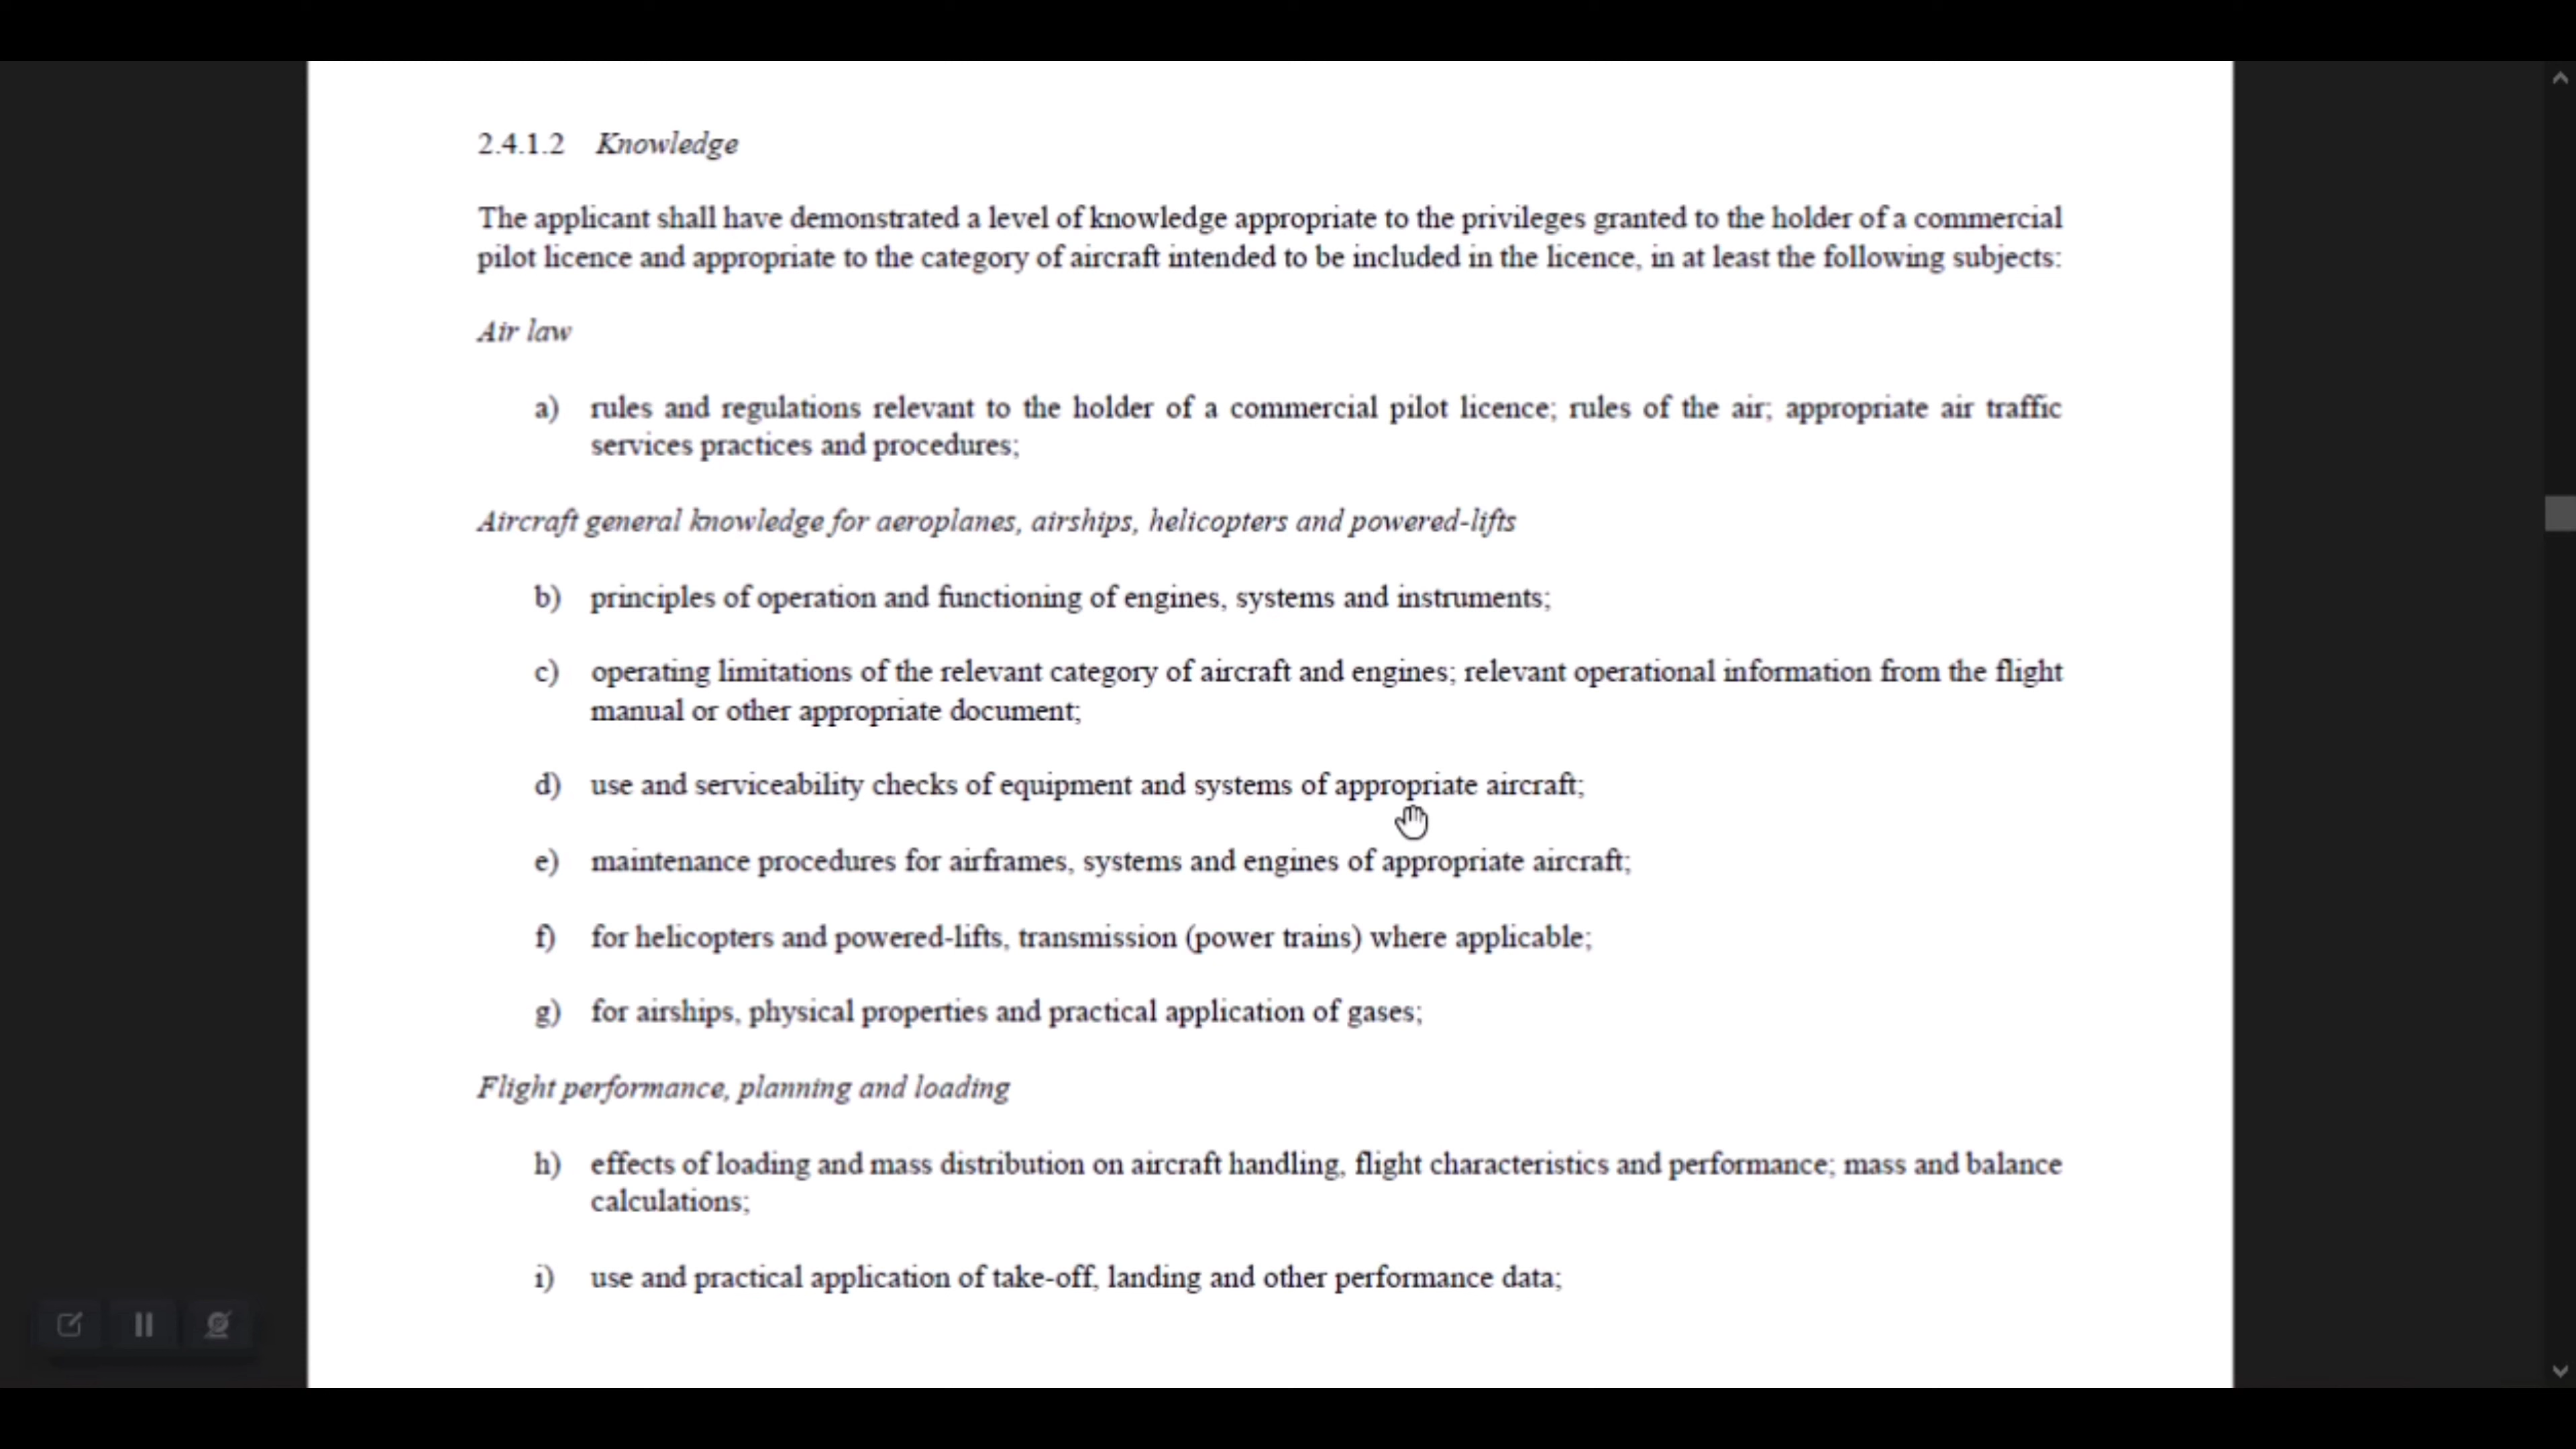 2.4.1.2 Knowledge
The applicant shall have demonstrated a level of knowledge appropriate to the privileges granted to the holder of a commercial
pilot licence and appropriate to the category of aircraft intended to be included in the licence, in at least the following subjects:
Air law
a) rules and regulations relevant to the holder of a commercial pilot licence; rules of the air; appropriate air traffic
services practices and procedures;
Aircraft general knowledge for aeroplanes, airships, helicopters and powered-lifts
b) principles of operation and functioning of engines, systems and instruments;
c) operating limitations of the relevant category of aircraft and engines; relevant operational information from the flight
manual or other appropriate document;
d) use and serviceability checks of equipment and systems of appropriate aircraft;
e) maintenance procedures for airframes, systems and engines of appropriate aircraft;
f) for helicopters and powered-lifts, transmission (power trains) where applicable;
g) for airships, physical properties and practical application of gases;
Flight performance, planning and loading
h) effects of loading and mass distribution on aircraft handling, flight characteristics and performance; mass and balance
calculations;
i) use and practical application of take-off, landing and other performance data;